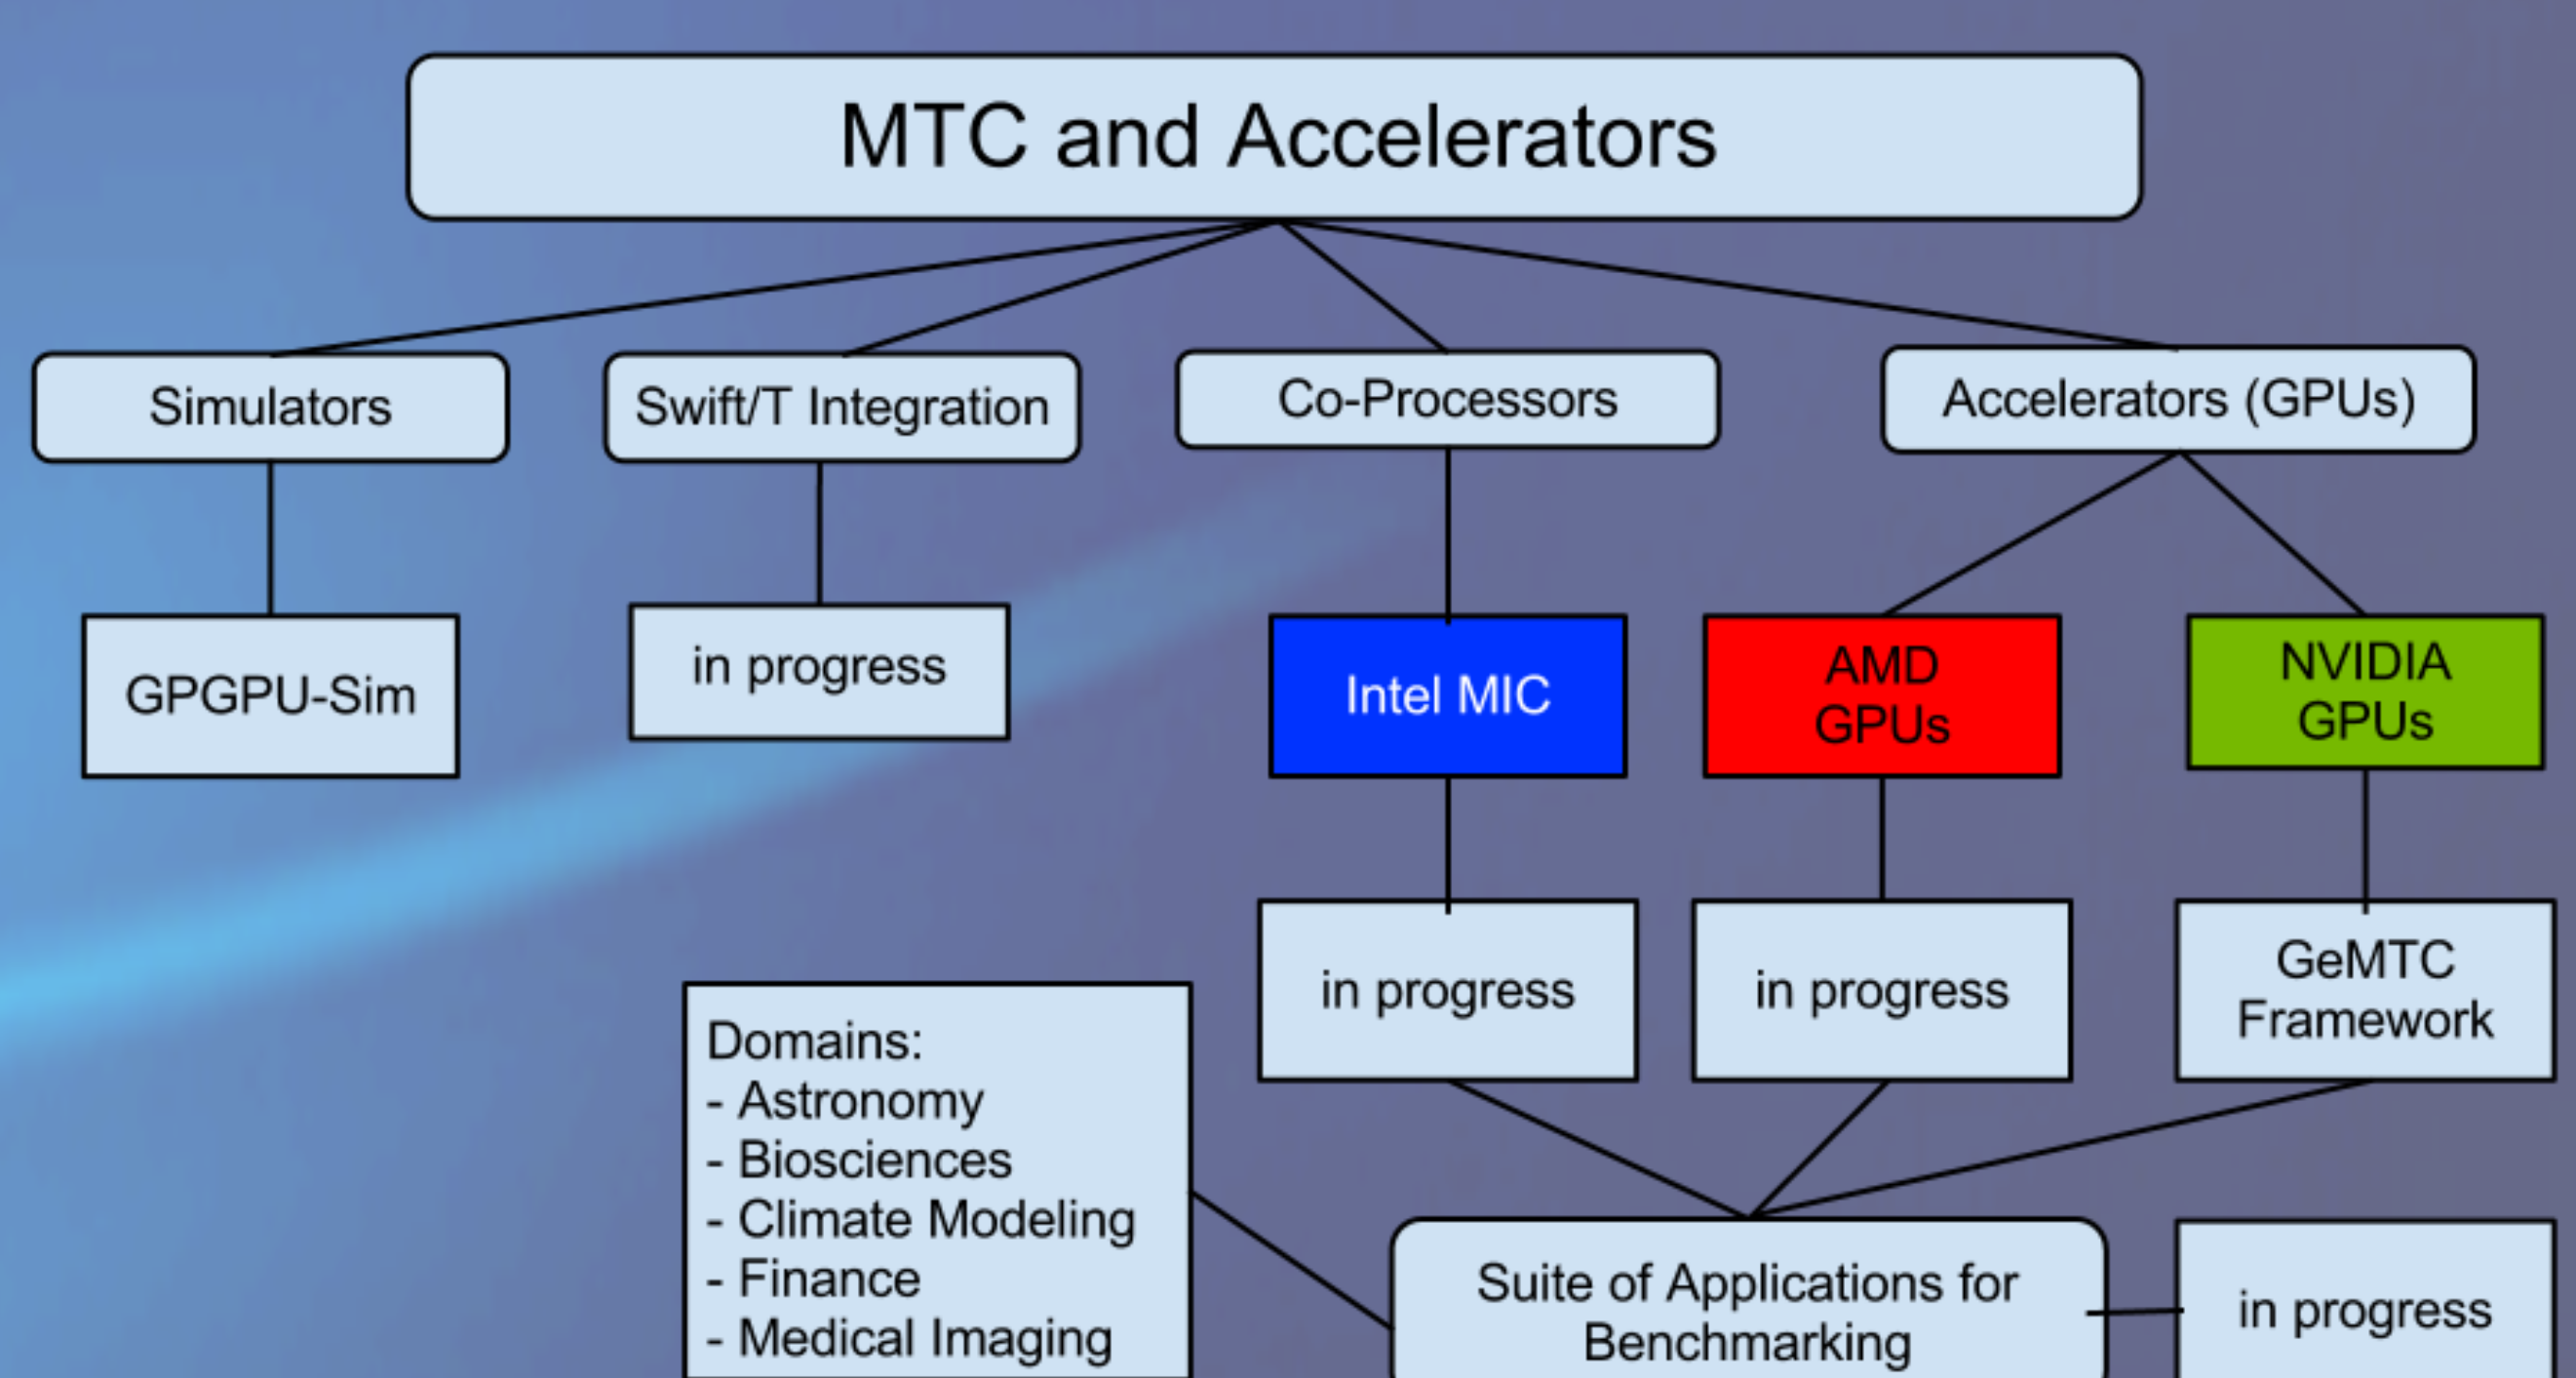 MTC and Accelerators
Simulators
Swift/T Integration
Co-Processors
Accelerators (GPUs)
GPGPU-Sim
in progress
Intel MIC
AMD
GPUs
NVIDIA
GPUs
in progress
in progress
GeMTC
Framework
Domains:
- Astronomy
- Biosciences
- Climate Modeling
- Finance
- Medical Imaging
Suite of Applications for
Benchmarking
in progress